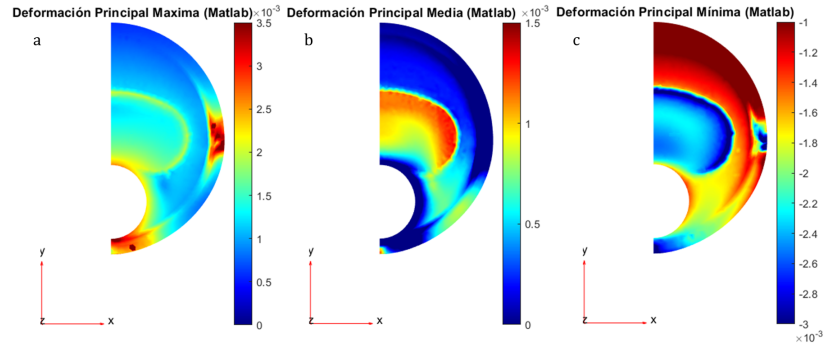 Deformación Principal Maxima (Matlab)
×10⁻³
a
3.5
3
2.5
2
1.5
1
0.5
0
y
z
x
Deformación Principal Media (Matlab)
×10⁻³
b
1.5
1
0.5
0
y
z
x
Deformación Principal Mínima (Matlab)
c
-1
-1.2
-1.4
-1.6
-1.8
-2
-2.2
-2.4
-2.6
-2.8
-3
×10⁻³
y
z
x